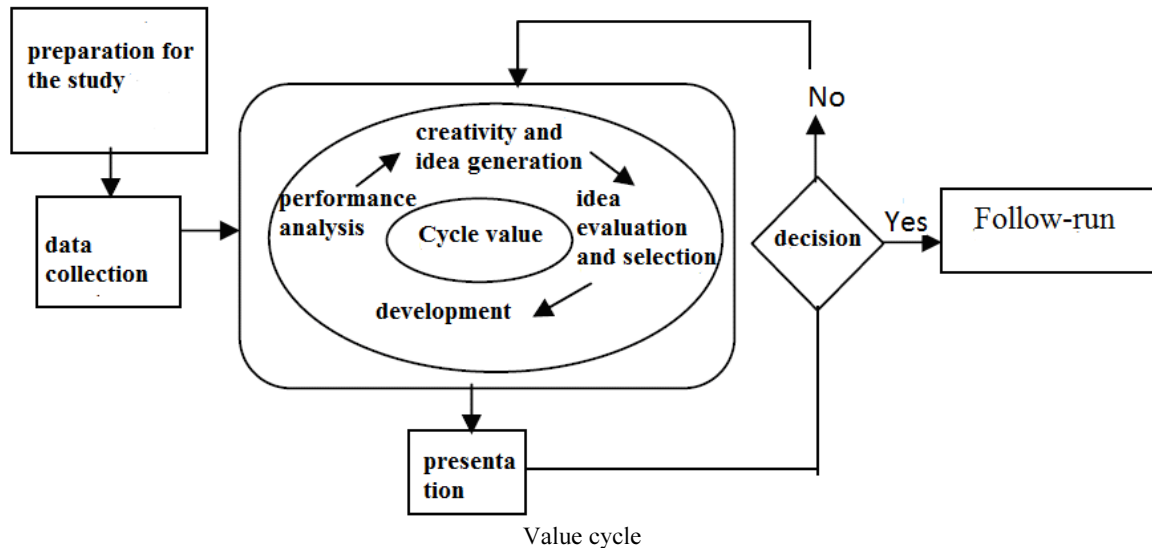 preparation for
the study
data
collection
creativity and
idea generation
performance
analysis
Cycle value
idea
evaluation
and selection
development
presenta
tion
No
decision
Yes
Follow-run
Value cycle